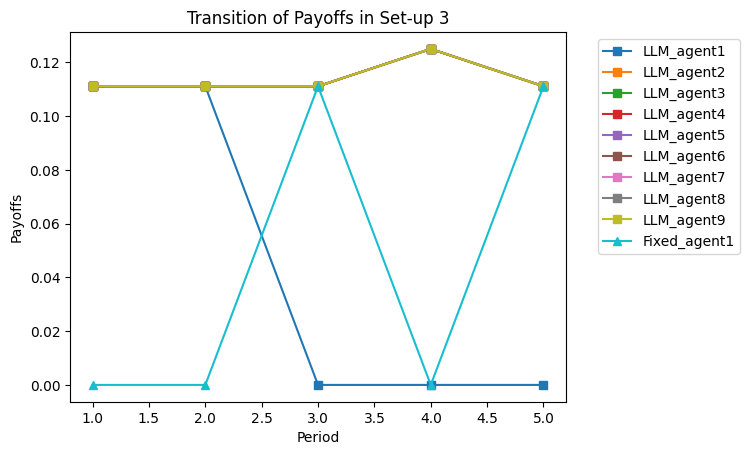 Transition of Payoffs in Set-up 3
Payoffs
0.12
0.10
0.08
0.06
0.04
0.02
0.00
1.0 1.5 2.0 2.5 3.0 3.5 4.0 4.5 5.0
Period
LLM_agent1
LLM_agent2
LLM_agent3
LLM_agent4
LLM_agent5
LLM_agent6
LLM_agent7
LLM_agent8
LLM_agent9
Fixed_agent1